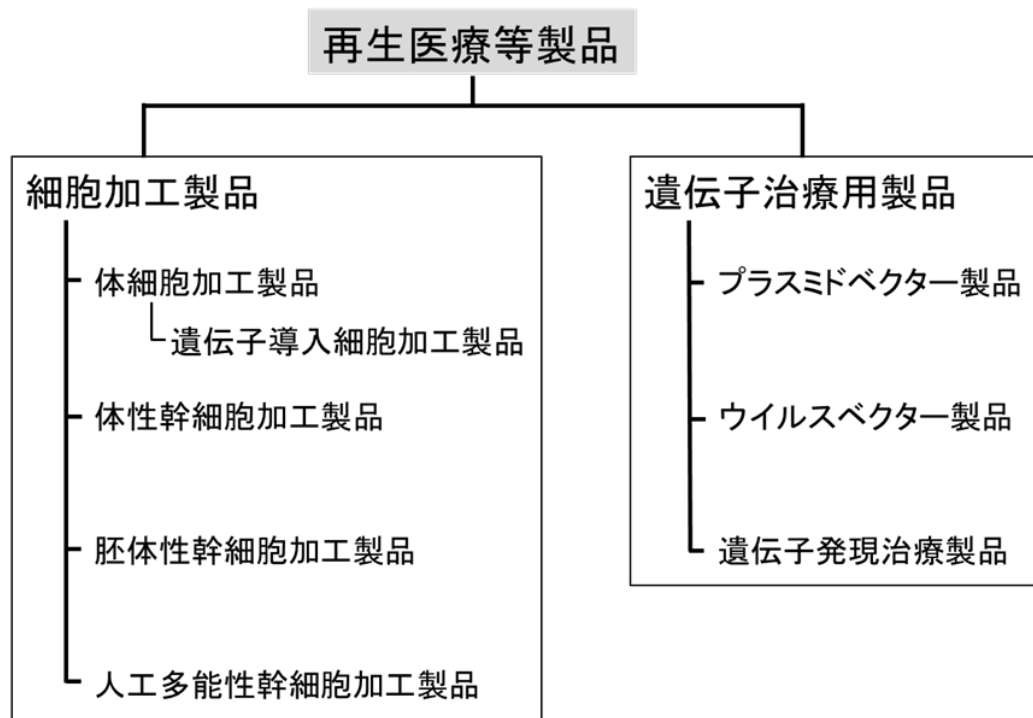 再生医療等製品
細胞加工製品
体細胞加工製品
遺伝子導入細胞加工製品
体性幹細胞加工製品
胚体性幹細胞加工製品
人工多能性幹細胞加工製品
遺伝子治療用製品
プラスミドベクター製品
ウイルスベクター製品
遺伝子発現治療製品